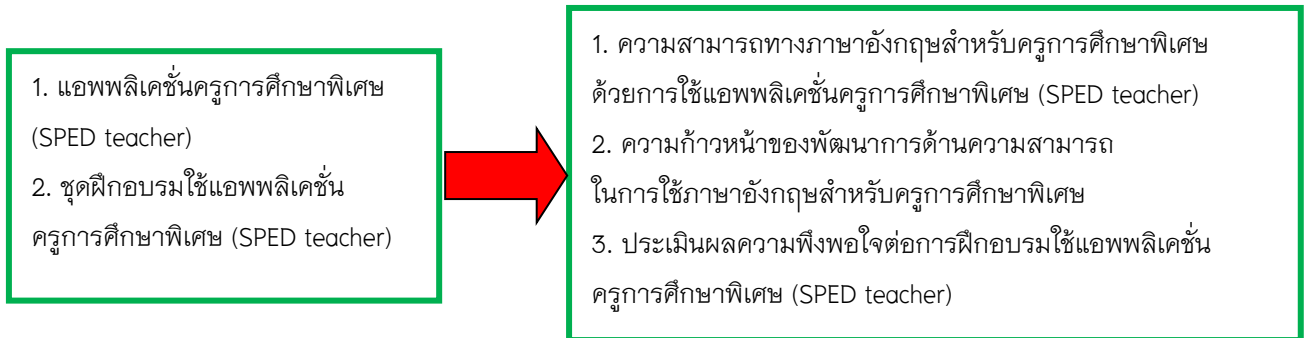 1. แอพพลิเคชั่นครูการศึกษาพิเศษ
(SPED teacher)
2. ชุดฝึกอบรมใช้แอพพลิเคชั่น
ครูการศึกษาพิเศษ (SPED teacher)
1. ความสามารถทางภาษาอังกฤษสำหรับครูการศึกษาพิเศษ
ด้วยการใช้แอพพลิเคชั่นครูการศึกษาพิเศษ (SPED teacher)
2. ความก้าวหน้าของพัฒนาการด้านความสามารถ
ในการใช้ภาษาอังกฤษสำหรับครูการศึกษาพิเศษ
3. ประเมินผลความพึงพอใจต่อการฝึกอบรมใช้แอพพลิเคชั่น
ครูการศึกษาพิเศษ (SPED teacher)